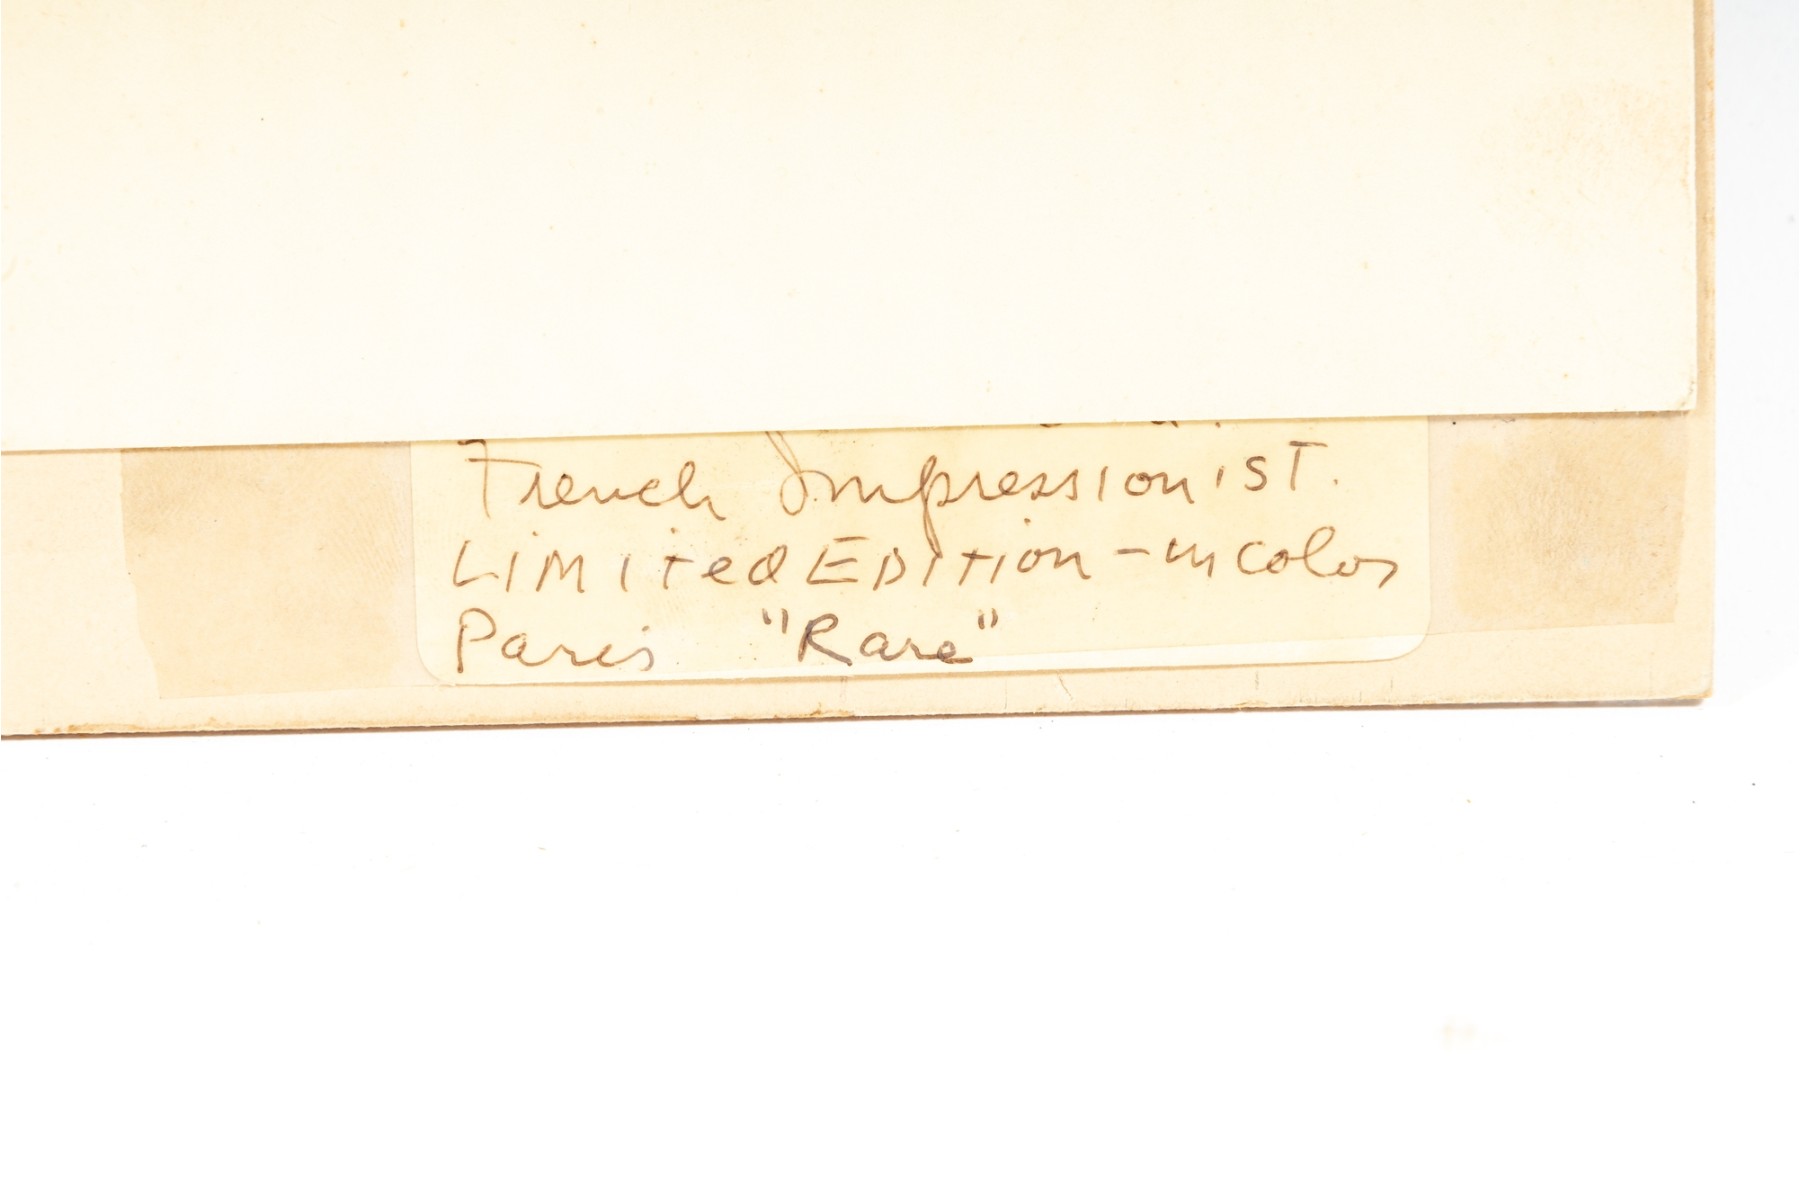 French Impressionist.
Limited Edition - in color
Paris "Rare"